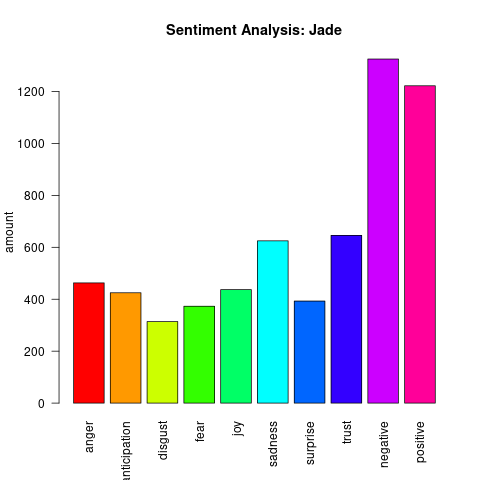 Sentiment Analysis: Jade
amount
1200
1000
800
600
400
200
0
anger
nticipation
disgust
fear
joy
sadness
surprise
trust
negative
positive